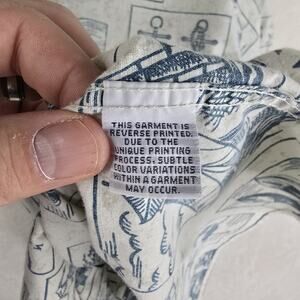 THIS GARMENT IS
REVERSE PRINTED.
DUE TO THE
UNIQUE PRINTING
PROCESS. SUBTLE
COLOR VARIATIONS
WITHIN A GARMENT
MAY OCCUR.